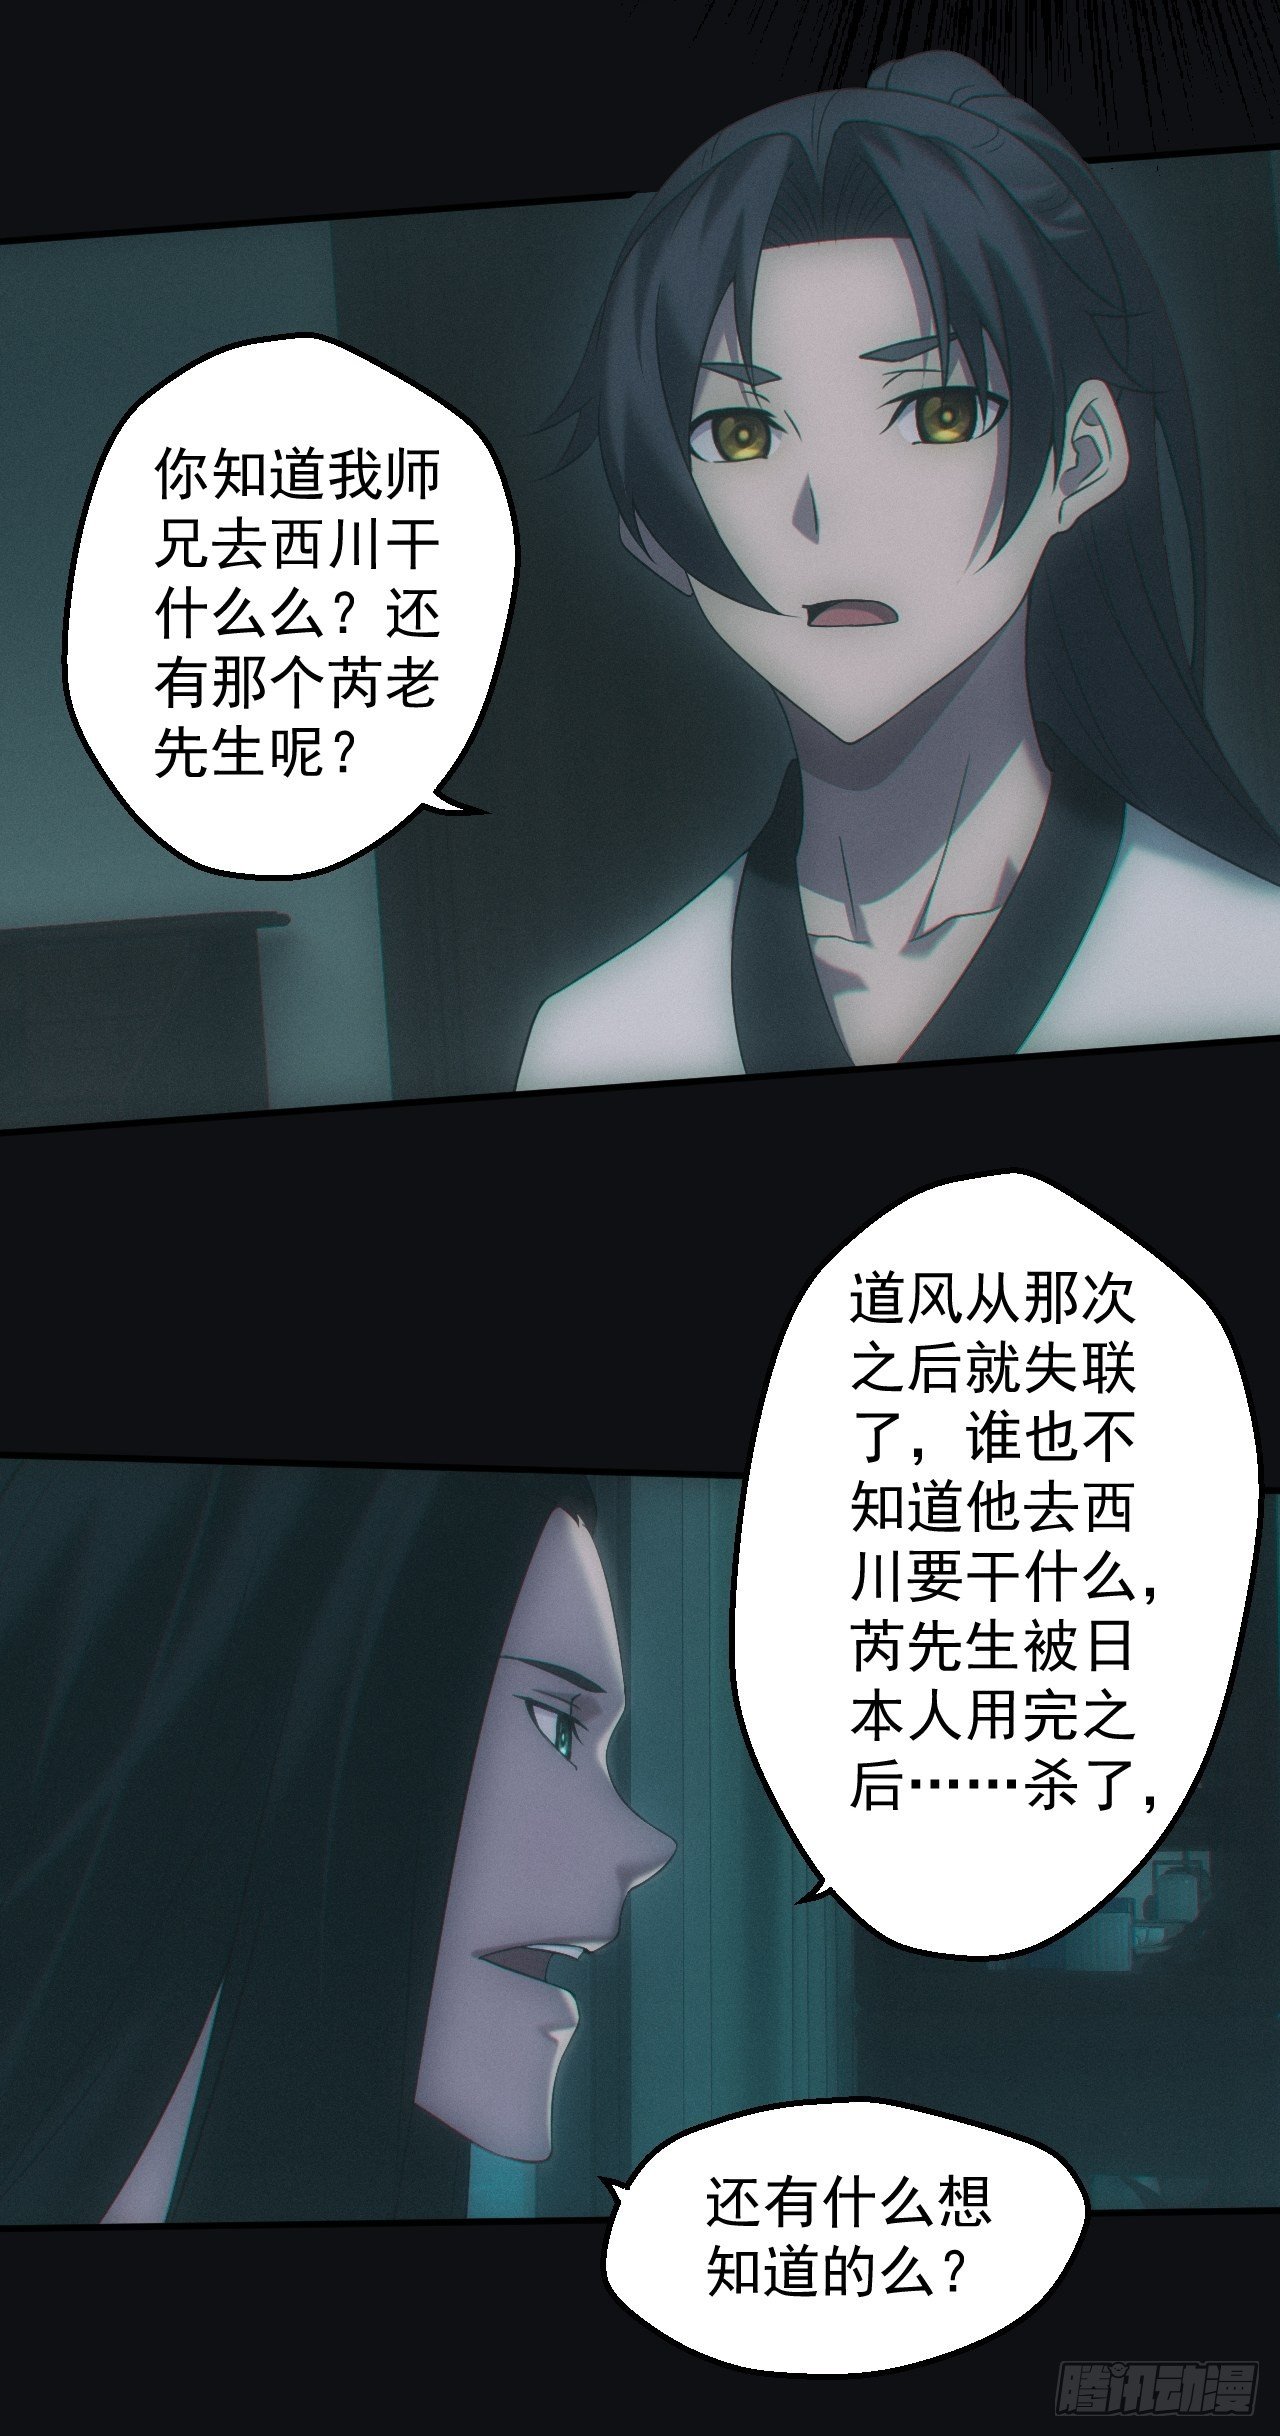 你知道我师
兄去西川干
什么么？还
有那个芮老
先生呢？
道风从那次
之后就失联
了，谁也不
知道他去西
川要干什么，
芮先生被日
本人用完之
后……杀了，
还有什么想
知道的么？
腾讯动漫